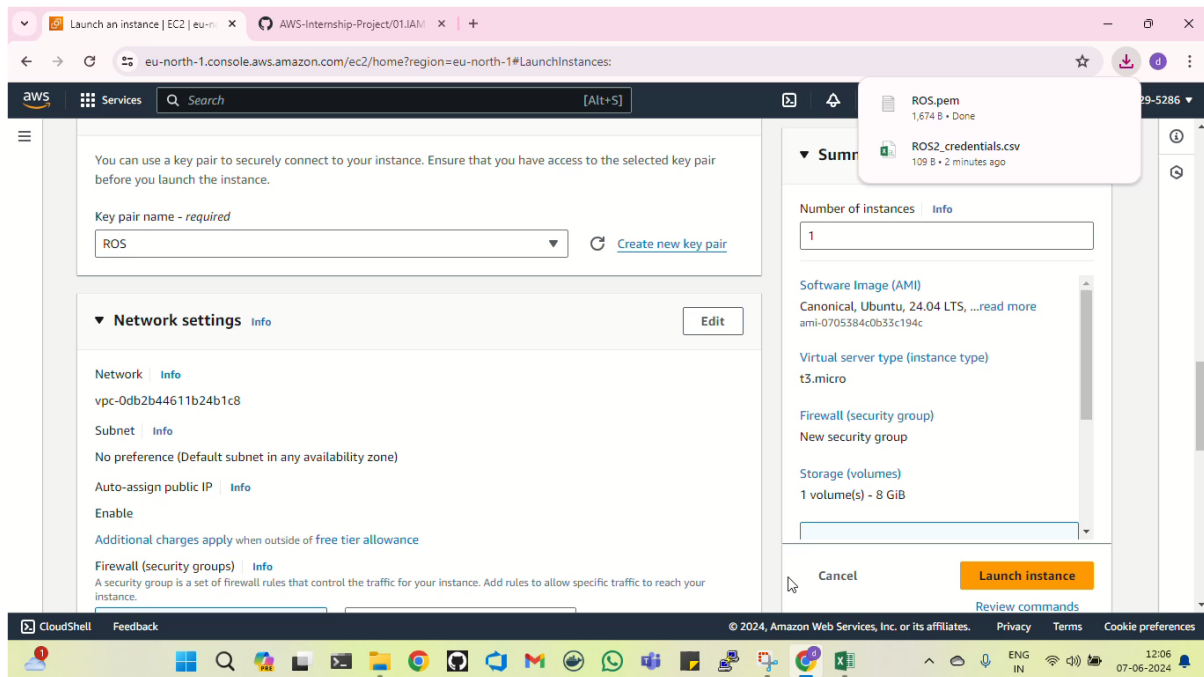 Launch an instance | EC2 | eu-n
AWS-Internship-Project/01.IAM
eu-north-1.console.aws.amazon.com/ec2/home?region=eu-north-1#LaunchInstances:
d
aws
Services
Search
[Alt+S]
29-5286
ROS.pem
1,674 B • Done
ROS2_credentials.csv
109 B • 2 minutes ago
You can use a key pair to securely connect to your instance. Ensure that you have access to the selected key pair
before you launch the instance.
Key pair name - required
ROS
Create new key pair
Network settings Info
Edit
Network Info
vpc-0db2b44611b24b1c8
Subnet Info
No preference (Default subnet in any availability zone)
Auto-assign public IP Info
Enable
Additional charges apply when outside of free tier allowance
Firewall (security groups) Info
A security group is a set of firewall rules that control the traffic for your instance. Add rules to allow specific traffic to reach your
instance.
Summ
Number of instances Info
1
Software Image (AMI)
Canonical, Ubuntu, 24.04 LTS, ...read more
ami-0705384c0b33c194c
Virtual server type (instance type)
t3.micro
Firewall (security group)
New security group
Storage (volumes)
1 volume(s) - 8 GiB
Cancel
Launch instance
Review commands
CloudShell Feedback
© 2024, Amazon Web Services, Inc. or its affiliates. Privacy Terms Cookie preferences
1
PRE
d
ENG
IN
12:06
07-06-2024